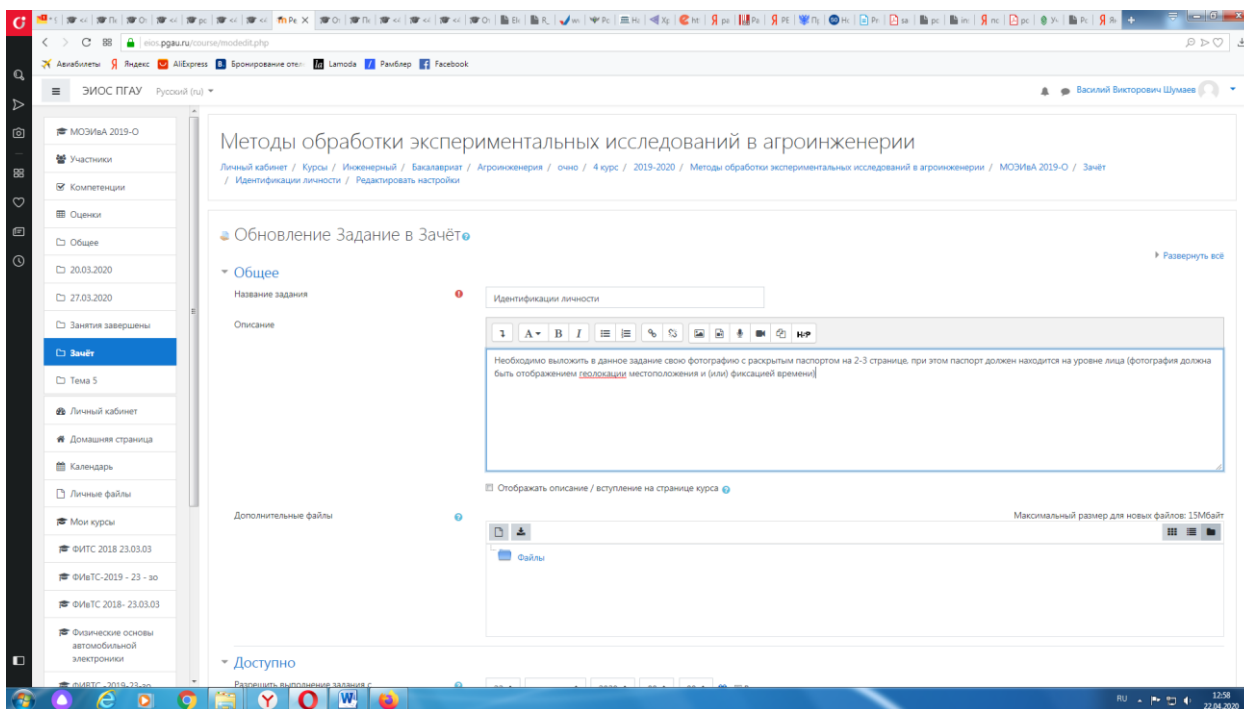 eios.pgau.ru/course/modedit.php
Авиабилеты Яндекс AliExpress Бронирование отел Lamoda Рамблер Facebook
ЭИОС ПГАУ Русский (ru)
Василий Викторович Шумаев
МОЭИвА 2019-О
Участники
Компетенции
Оценки
Общее
20.03.2020
27.03.2020
Занятия завершены
Зачёт
Тема 5
Личный кабинет
Домашняя страница
Календарь
Личные файлы
Мои курсы
ФИТС 2018 23.03.03
ФИвТС-2019 - 23 - зо
ФИвТС 2018- 23.03.03
Физические основы
автомобильной
электроники
Методы обработки экспериментальных исследований в агроинженерии
Личный кабинет / Курсы / Инженерный / Бакалавриат / Агроинженерия / очно / 4 курс / 2019-2020 / Методы обработки экспериментальных исследований в агроинженерии / МОЭИвА 2019-О / Зачёт
/ Идентификации личности / Редактировать настройки
Обновление Задание в Зачёт
Развернуть всё
Общее
Название задания
Идентификации личности
Описание
A B I H-P
Необходимо выложить в данное задание свою фотографию с раскрытым паспортом на 2-3 странице, при этом паспорт должен находится на уровне лица (фотография должна
быть отображением геолокации местоположения и (или) фиксацией времени)
Отображать описание / вступление на странице курса
Дополнительные файлы
Максимальный размер для новых файлов: 15Мбайт
Файлы
Доступно
Разрешить выполнение задания с
RU
12:58
22.04.2020